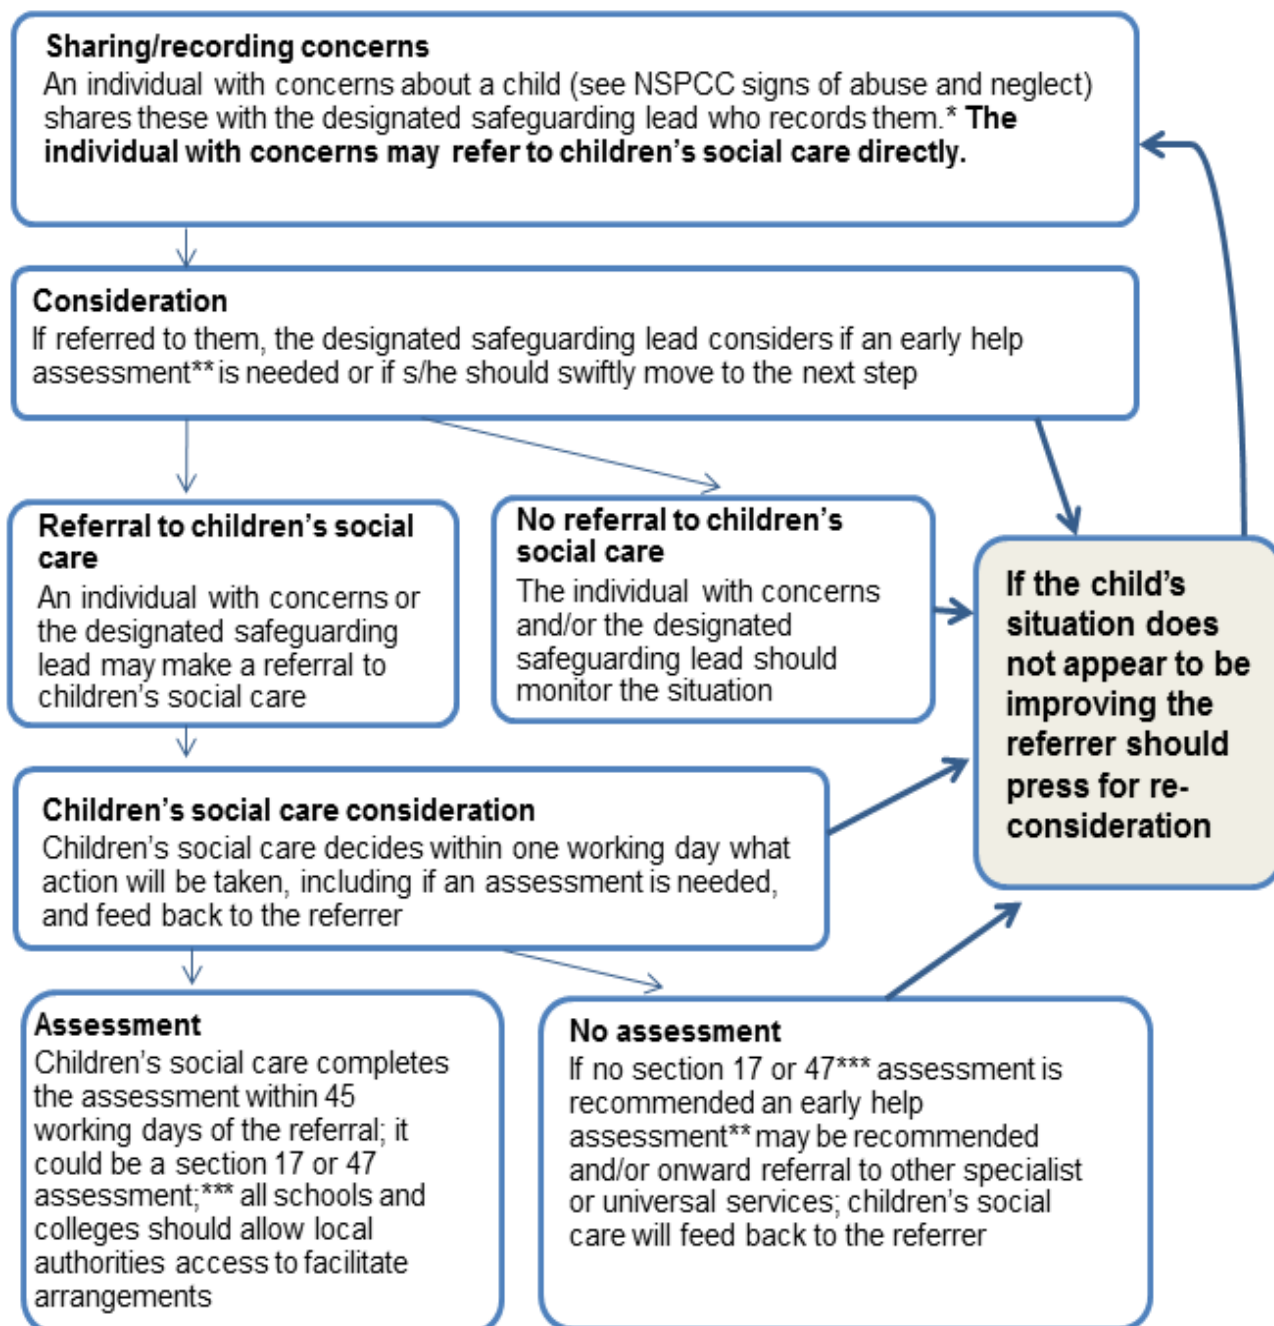 Sharing/recording concerns
An individual with concerns about a child (see NSPCC signs of abuse and neglect)
shares these with the designated safeguarding lead who records them.* The
individual with concerns may refer to children's social care directly.
Consideration
If referred to them, the designated safeguarding lead considers if an early help
assessment** is needed or if s/he should swiftly move to the next step
Referral to children's social
care
An individual with concerns or
the designated safeguarding
lead may make a referral to
children's social care
No referral to children's
social care
The individual with concerns
and/or the designated
safeguarding lead should
monitor the situation
If the child's
situation does
not appear to be
improving the
referrer should
press for re-
consideration
Children's social care consideration
Children's social care decides within one working day what
action will be taken, including if an assessment is needed,
and feed back to the referrer
Assessment
Children's social care completes
the assessment within 45
working days of the referral; it
could be a section 17 or 47
assessment;*** all schools and
colleges should allow local
authorities access to facilitate
arrangements
No assessment
If no section 17 or 47*** assessment is
recommended an early help
assessment** may be recommended
and/or onward referral to other specialist
or universal services; children's social
care will feed back to the referrer